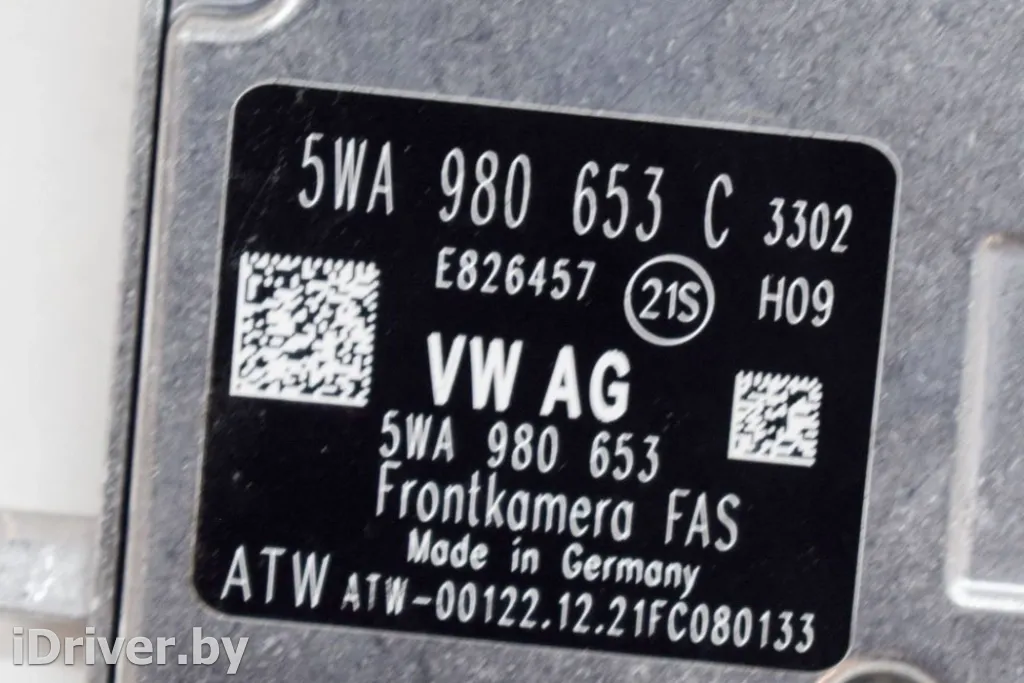 5WA 980 653 C 3302
E826457 21S H09
VW AG
5WA 980 653
Frontkamera FAS
Made in Germany
ATW ATW-00122.12.21FC080133
iDriver.by